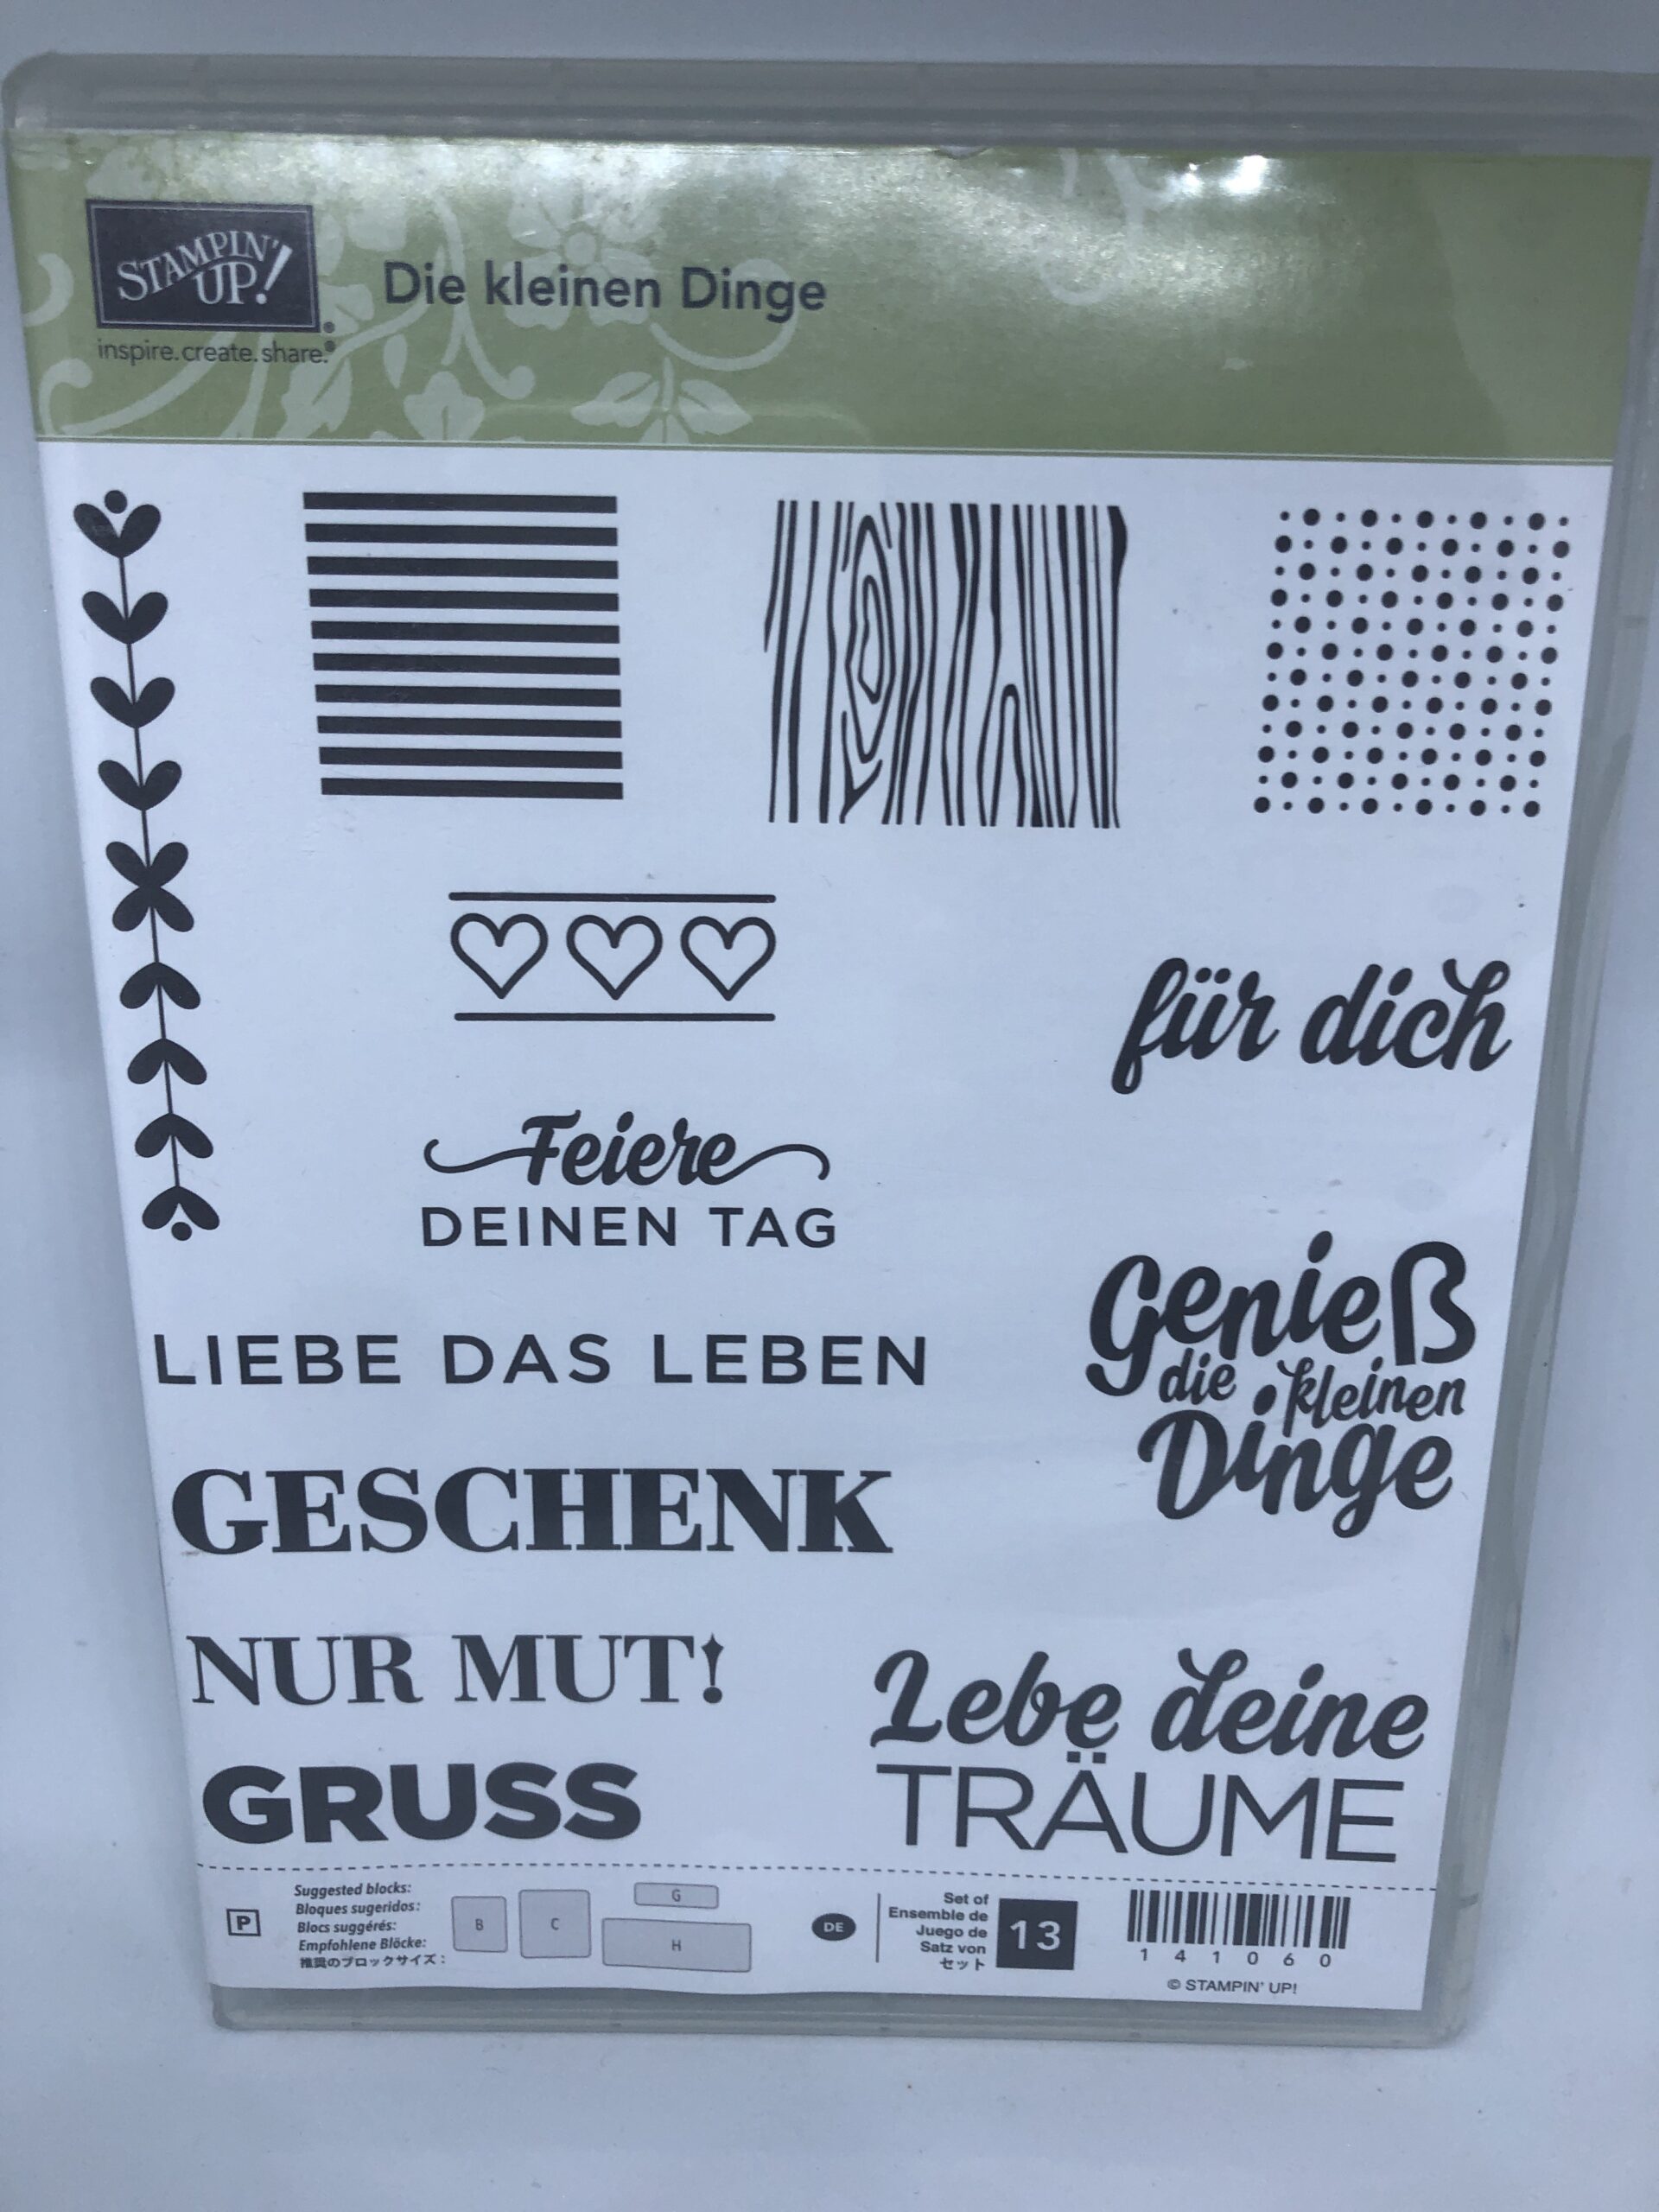 STAMPIN' UP!®
inspire.create.share.®
Die kleinen Dinge
für dich
Feiere
DEINEN TAG
LIEBE DAS LEBEN
Genieß
die kleinen
Dinge
GESCHENK
NUR MUT!
Lebe deine
TRÄUME
GRUSS
P
Suggested blocks:
Bloques sugeridos:
Blocs suggérés:
Empfohlene Blöcke:
推奨のブロックサイズ：
B
C
G
H
DE
Set of
Ensemble de
Juego de
Satz von
セット
13
141060
© STAMPIN' UP!